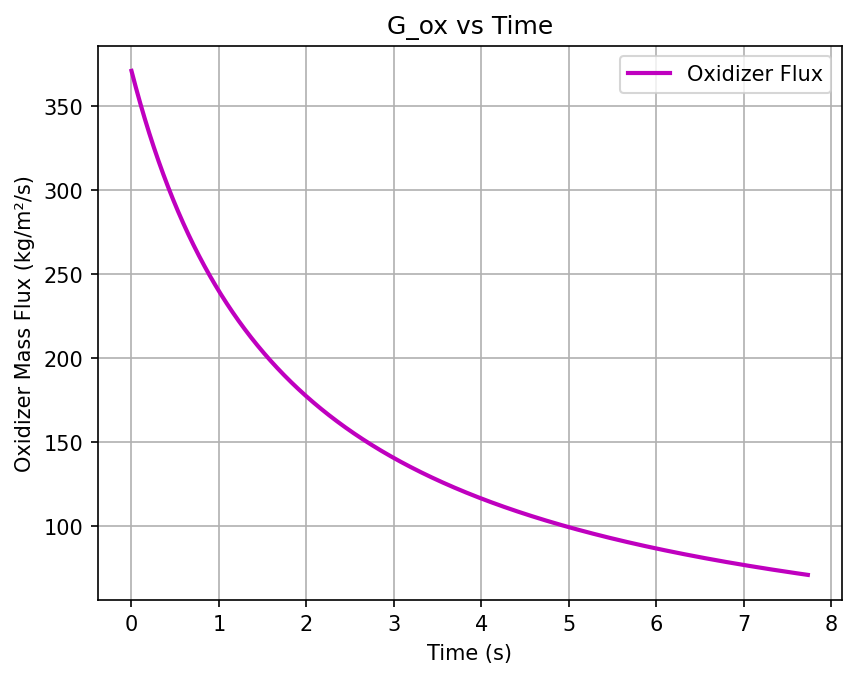 G_ox vs Time
Oxidizer Flux
Oxidizer Mass Flux (kg/m²/s)
350
300
250
200
150
100
0 1 2 3 4 5 6 7 8
Time (s)